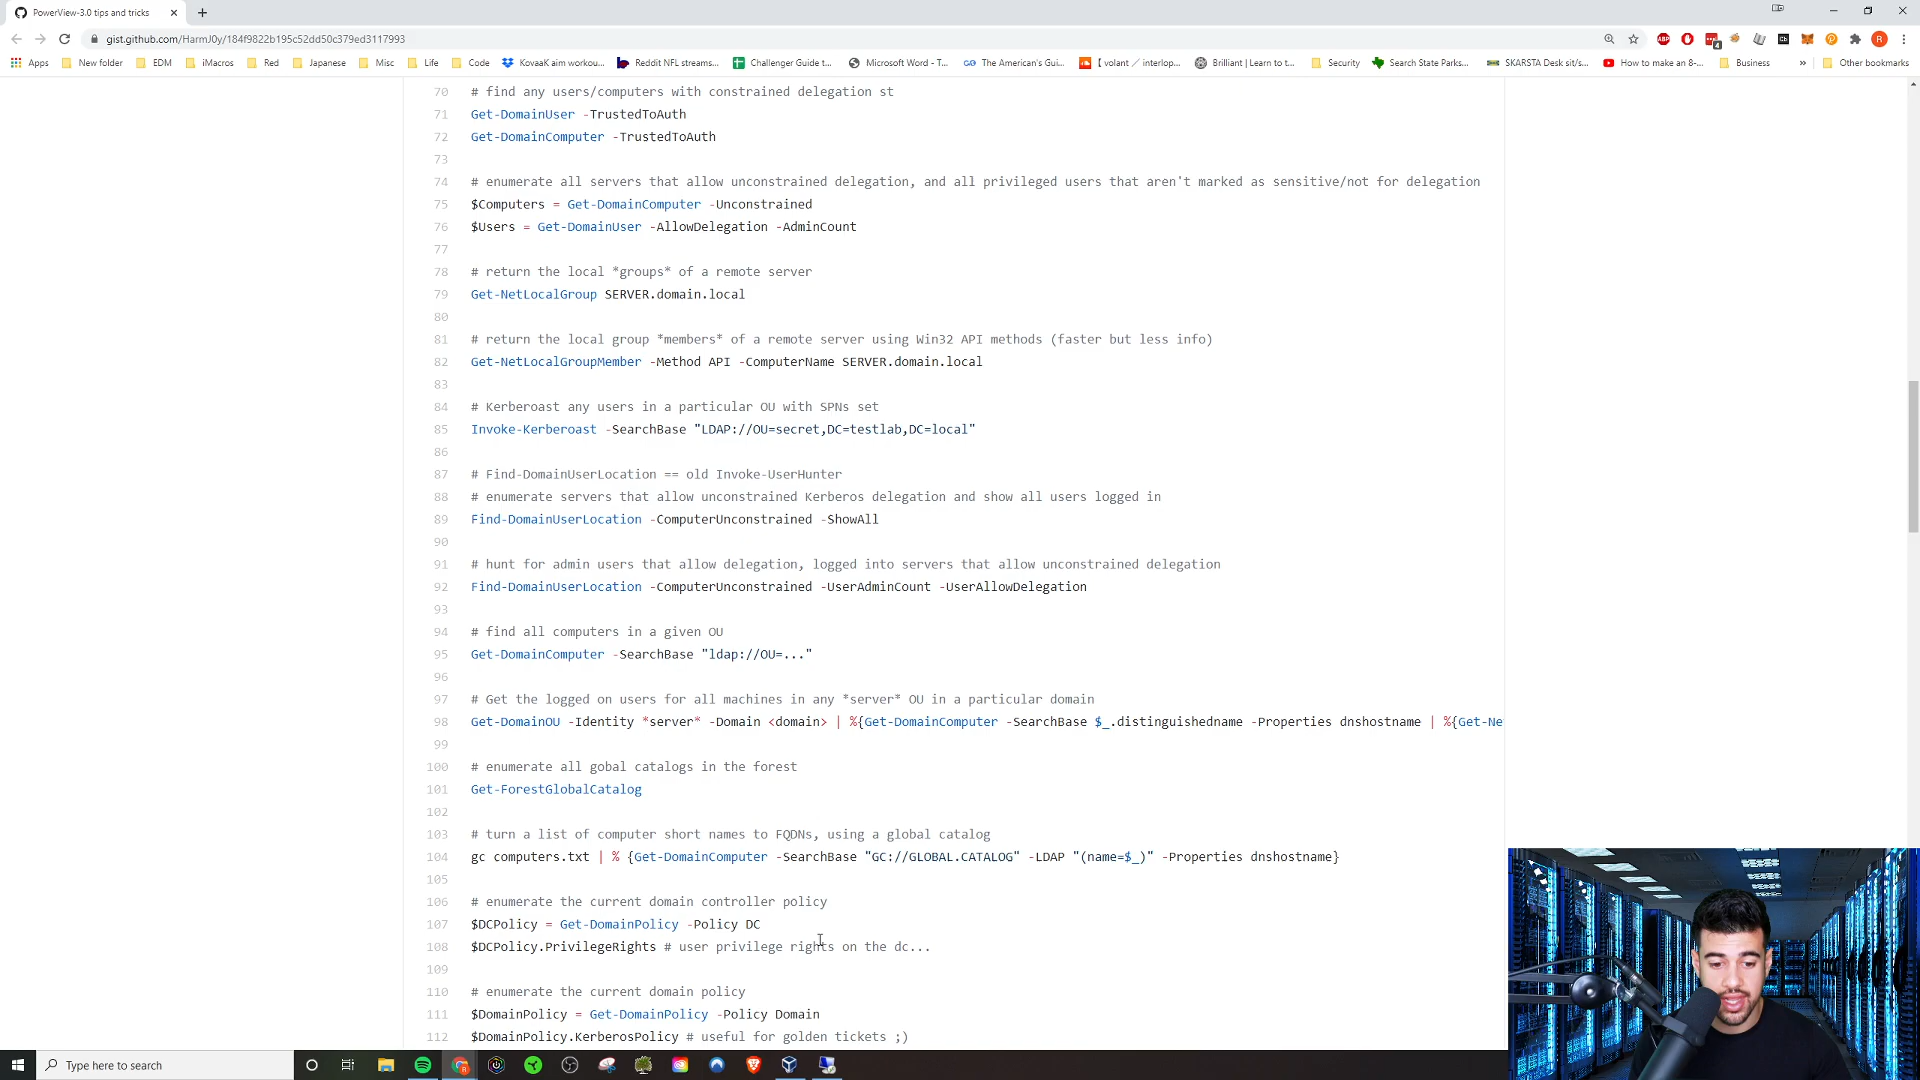 PowerView-3.0 tips and tricks
gist.github.com/HarmJ0y/184f9822b195c52dd50c379ed3117993
Apps New folder EDM iMacros Red Japanese Misc Life Code KovaaK aim workou... Reddit NFL streams... Challenger Guide t... Microsoft Word - T... The American's Gui... 【 volant ／ interlop... Brilliant | Learn to t... Security Search State Parks... SKARSTA Desk sit/s... How to make an 8-... Business » Other bookmarks
70 # find any users/computers with constrained delegation st
71 Get-DomainUser -TrustedToAuth
72 Get-DomainComputer -TrustedToAuth
73
74 # enumerate all servers that allow unconstrained delegation, and all privileged users that aren't marked as sensitive/not for delegation
75 $Computers = Get-DomainComputer -Unconstrained
76 $Users = Get-DomainUser -AllowDelegation -AdminCount
77
78 # return the local *groups* of a remote server
79 Get-NetLocalGroup SERVER.domain.local
80
81 # return the local group *members* of a remote server using Win32 API methods (faster but less info)
82 Get-NetLocalGroupMember -Method API -ComputerName SERVER.domain.local
83
84 # Kerberoast any users in a particular OU with SPNs set
85 Invoke-Kerberoast -SearchBase "LDAP://OU=secret,DC=testlab,DC=local"
86
87 # Find-DomainUserLocation == old Invoke-UserHunter
88 # enumerate servers that allow unconstrained Kerberos delegation and show all users logged in
89 Find-DomainUserLocation -ComputerUnconstrained -ShowAll
90
91 # hunt for admin users that allow delegation, logged into servers that allow unconstrained delegation
92 Find-DomainUserLocation -ComputerUnconstrained -UserAdminCount -UserAllowDelegation
93
94 # find all computers in a given OU
95 Get-DomainComputer -SearchBase "ldap://OU=..."
96
97 # Get the logged on users for all machines in any *server* OU in a particular domain
98 Get-DomainOU -Identity *server* -Domain <domain> | %{Get-DomainComputer -SearchBase $_.distinguishedname -Properties dnshostname | %{Get-Ne
99
100 # enumerate all gobal catalogs in the forest
101 Get-ForestGlobalCatalog
102
103 # turn a list of computer short names to FQDNs, using a global catalog
104 gc computers.txt | % {Get-DomainComputer -SearchBase "GC://GLOBAL.CATALOG" -LDAP "(name=$_)" -Properties dnshostname}
105
106 # enumerate the current domain controller policy
107 $DCPolicy = Get-DomainPolicy -Policy DC
108 $DCPolicy.PrivilegeRights # user privilege rights on the dc...
109
110 # enumerate the current domain policy
111 $DomainPolicy = Get-DomainPolicy -Policy Domain
112 $DomainPolicy.KerberosPolicy # useful for golden tickets ;)
Type here to search